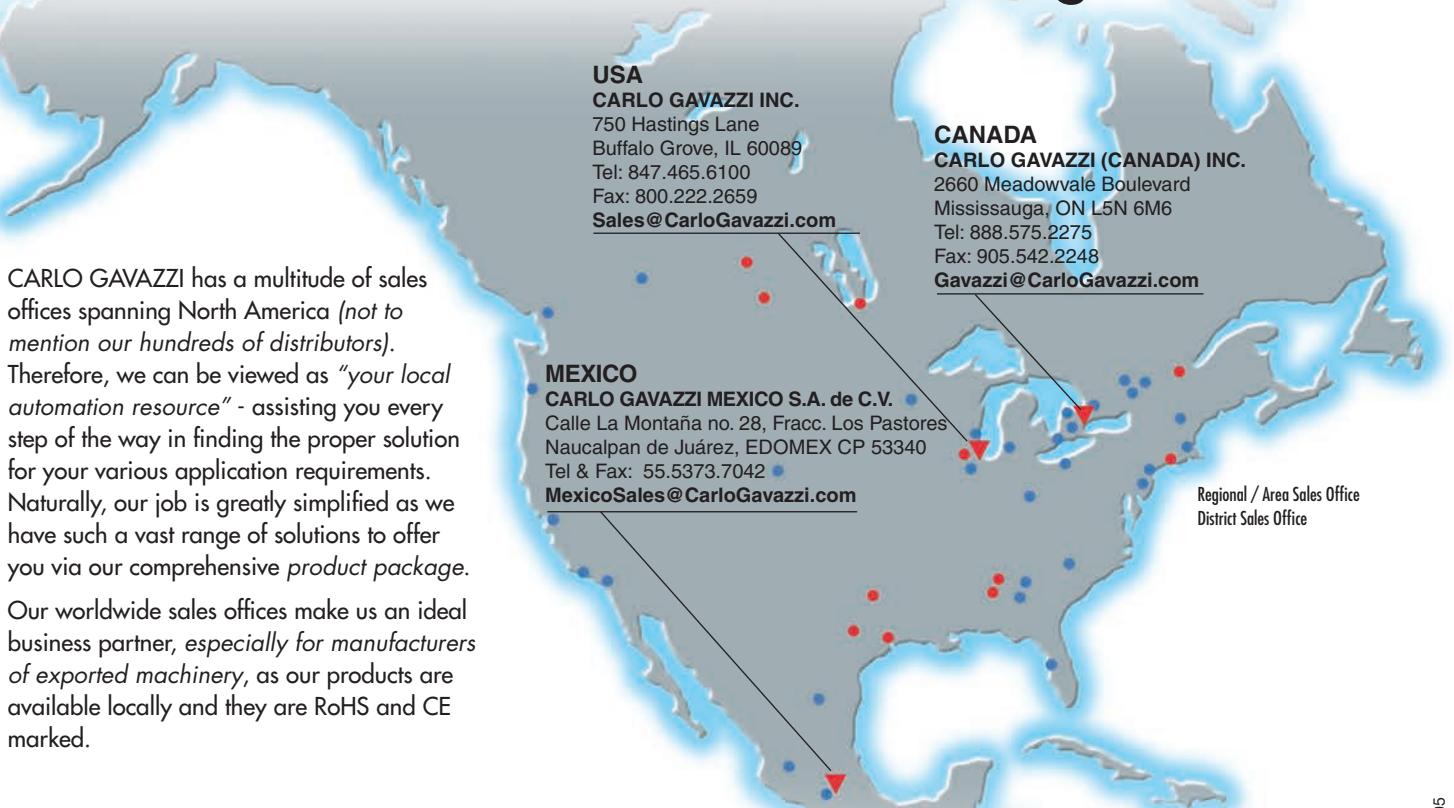 USA
CARLO GAVAZZI INC.
750 Hastings Lane
Buffalo Grove, IL 60089
Tel: 847.465.6100
Fax: 800.222.2659
Sales@CarloGavazzi.com
CANADA
CARLO GAVAZZI (CANADA) INC.
2660 Meadowvale Boulevard
Mississauga, ON L5N 6M6
Tel: 888.575.2275
Fax: 905.542.2248
Gavazzi@CarloGavazzi.com
CARLO GAVAZZI has a multitude of sales
offices spanning North America (not to
mention our hundreds of distributors).
Therefore, we can be viewed as “your local
automation resource” - assisting you every
step of the way in finding the proper solution
for your various application requirements.
Naturally, our job is greatly simplified as we
have such a vast range of solutions to offer
you via our comprehensive product package.
Our worldwide sales offices make us an ideal
business partner, especially for manufacturers
of exported machinery, as our products are
available locally and they are RoHS and CE
marked.
MEXICO
CARLO GAVAZZI MEXICO S.A. de C.V.
Calle La Montaña no. 28, Fracc. Los Pastores
Naucalpan de Juárez, EDOMEX CP 53340
Tel & Fax: 55.5373.7042
MexicoSales@CarloGavazzi.com
Regional / Area Sales Office
District Sales Office